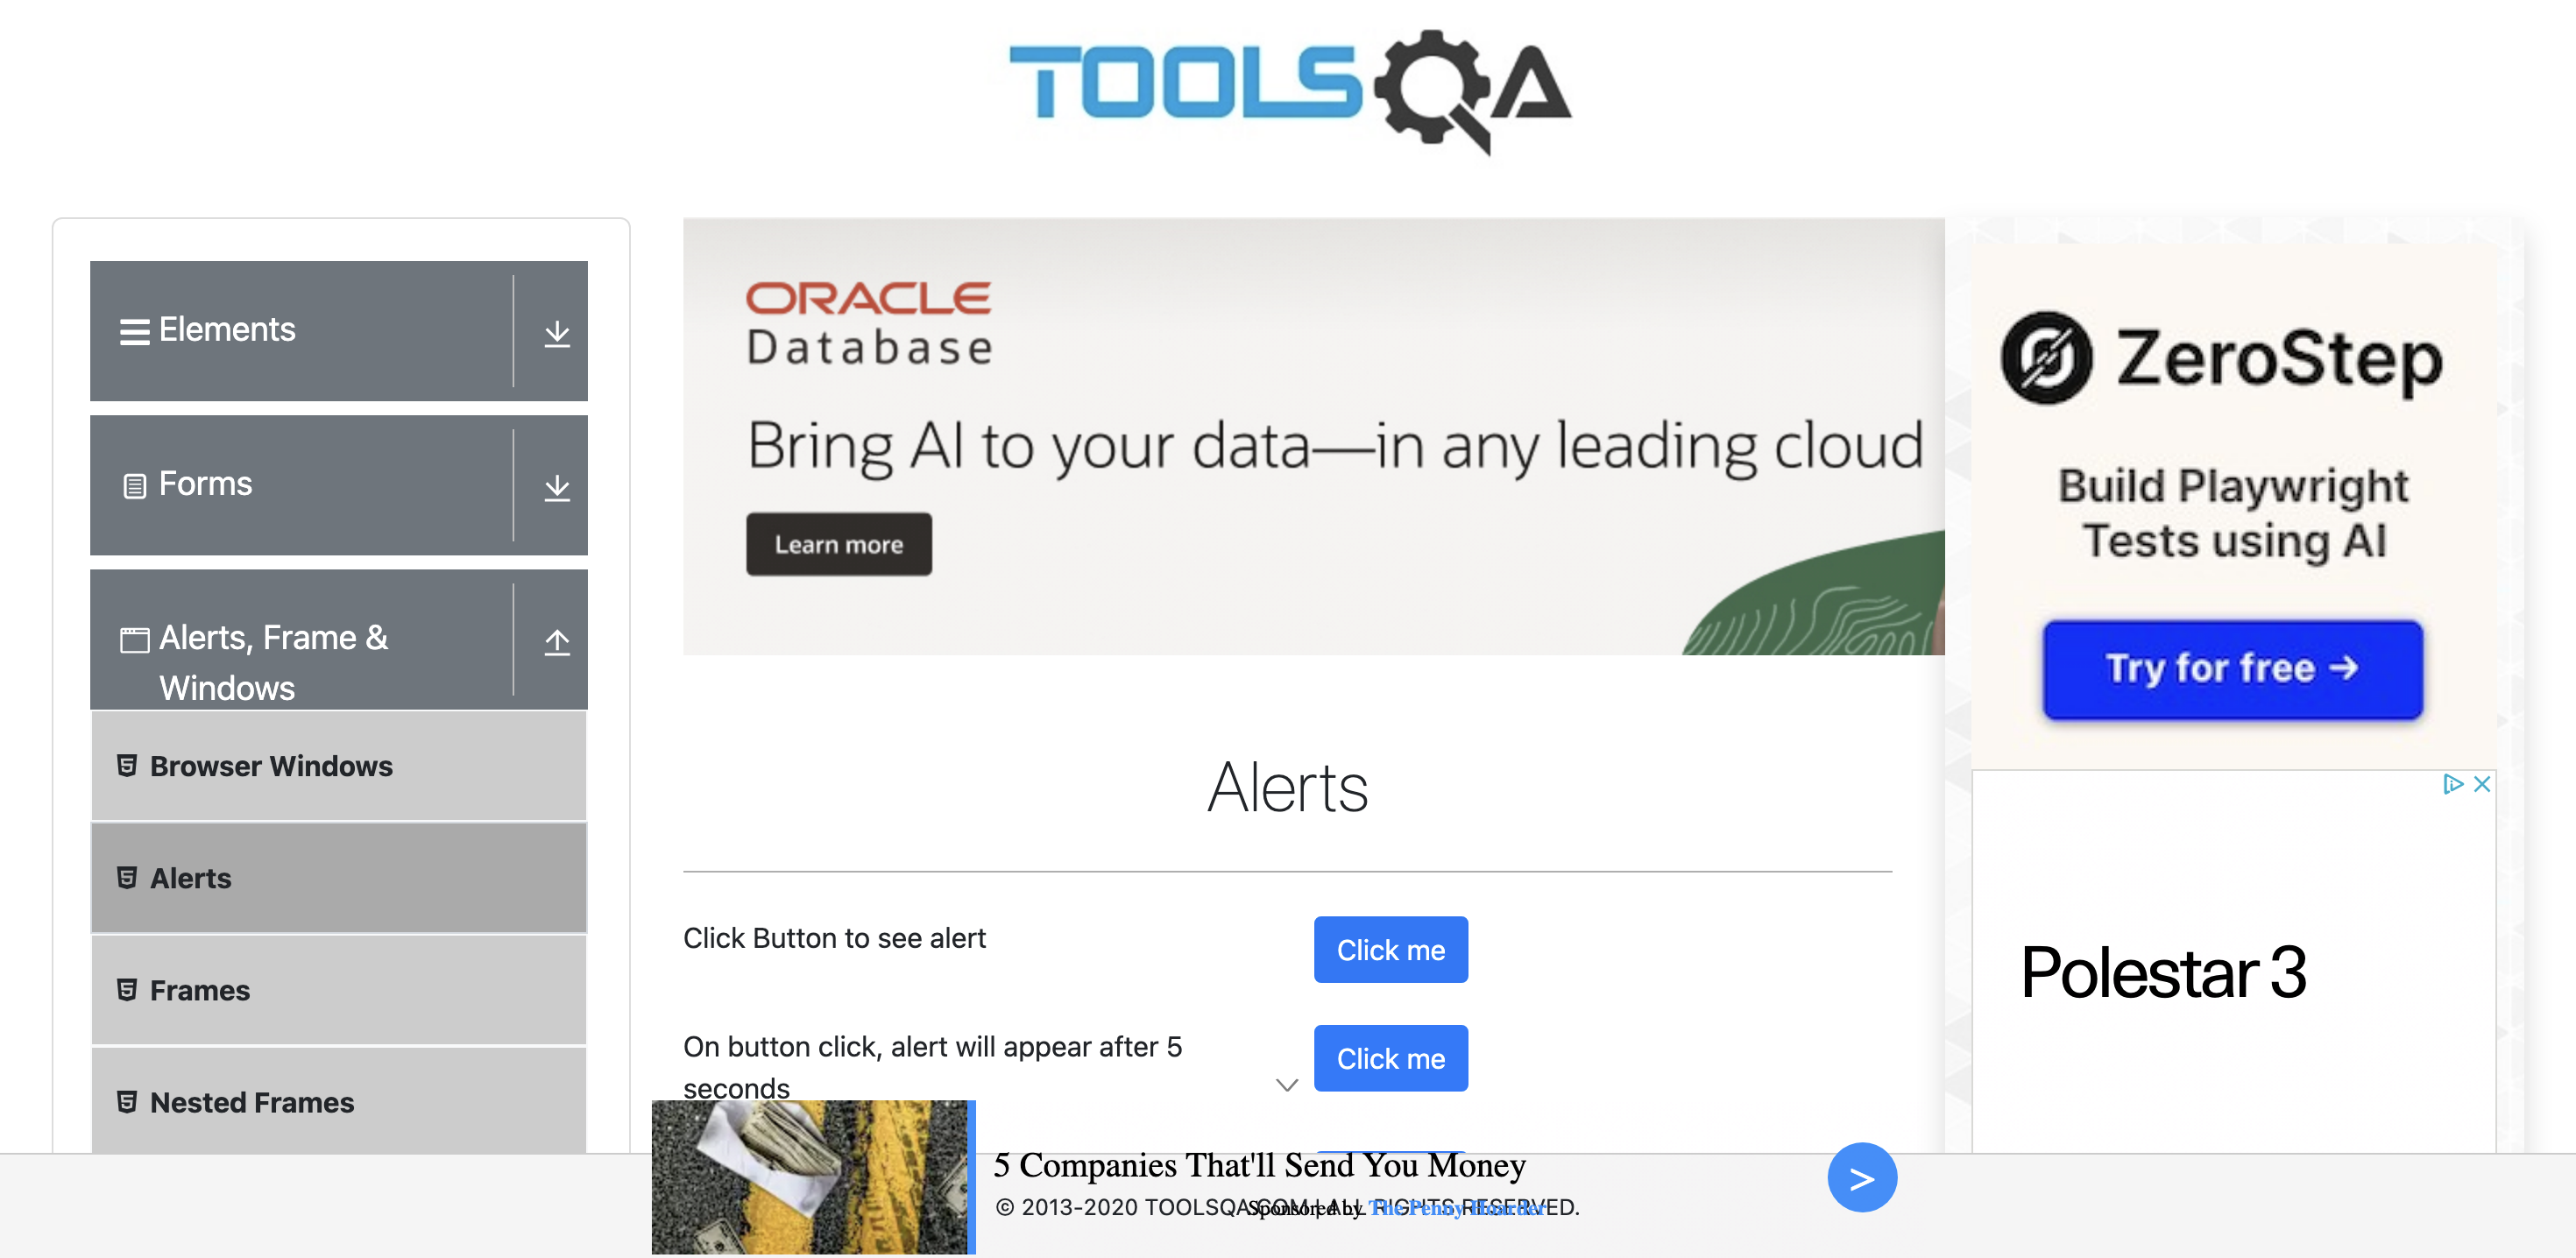 TOOLSQA
Elements
Forms
Alerts, Frame &
Windows
Browser Windows
Alerts
Frames
Nested Frames
ORACLE
Database
Bring AI to your data—in any leading cloud
Learn more
Alerts
Click Button to see alert
Click me
On button click, alert will appear after 5
seconds
Click me
ZeroStep
Build Playwright
Tests using AI
Try for free →
Polestar 3
5 Companies That'll Send You Money
>
© 2013-2020 TOOLSQA.COM | ALL RIGHTS RESERVED.
Sponsored by The Penny Hoarder